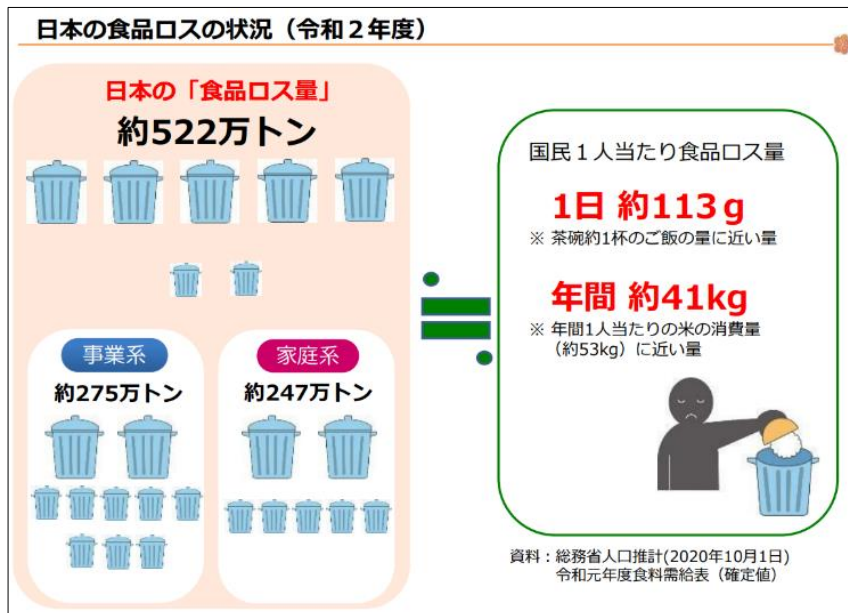 日本の食品ロスの状況（令和２年度）
日本の「食品ロス量」
約522万トン
事業系
約275万トン
家庭系
約247万トン
国民１人当たり食品ロス量
1日 約113ｇ
※ 茶碗約1杯のご飯の量に近い量
年間 約41kg
※ 年間1人当たりの米の消費量
（約53kg）に近い量
資料：総務省人口推計(2020年10月1日)
令和元年度食料需給表（確定値）